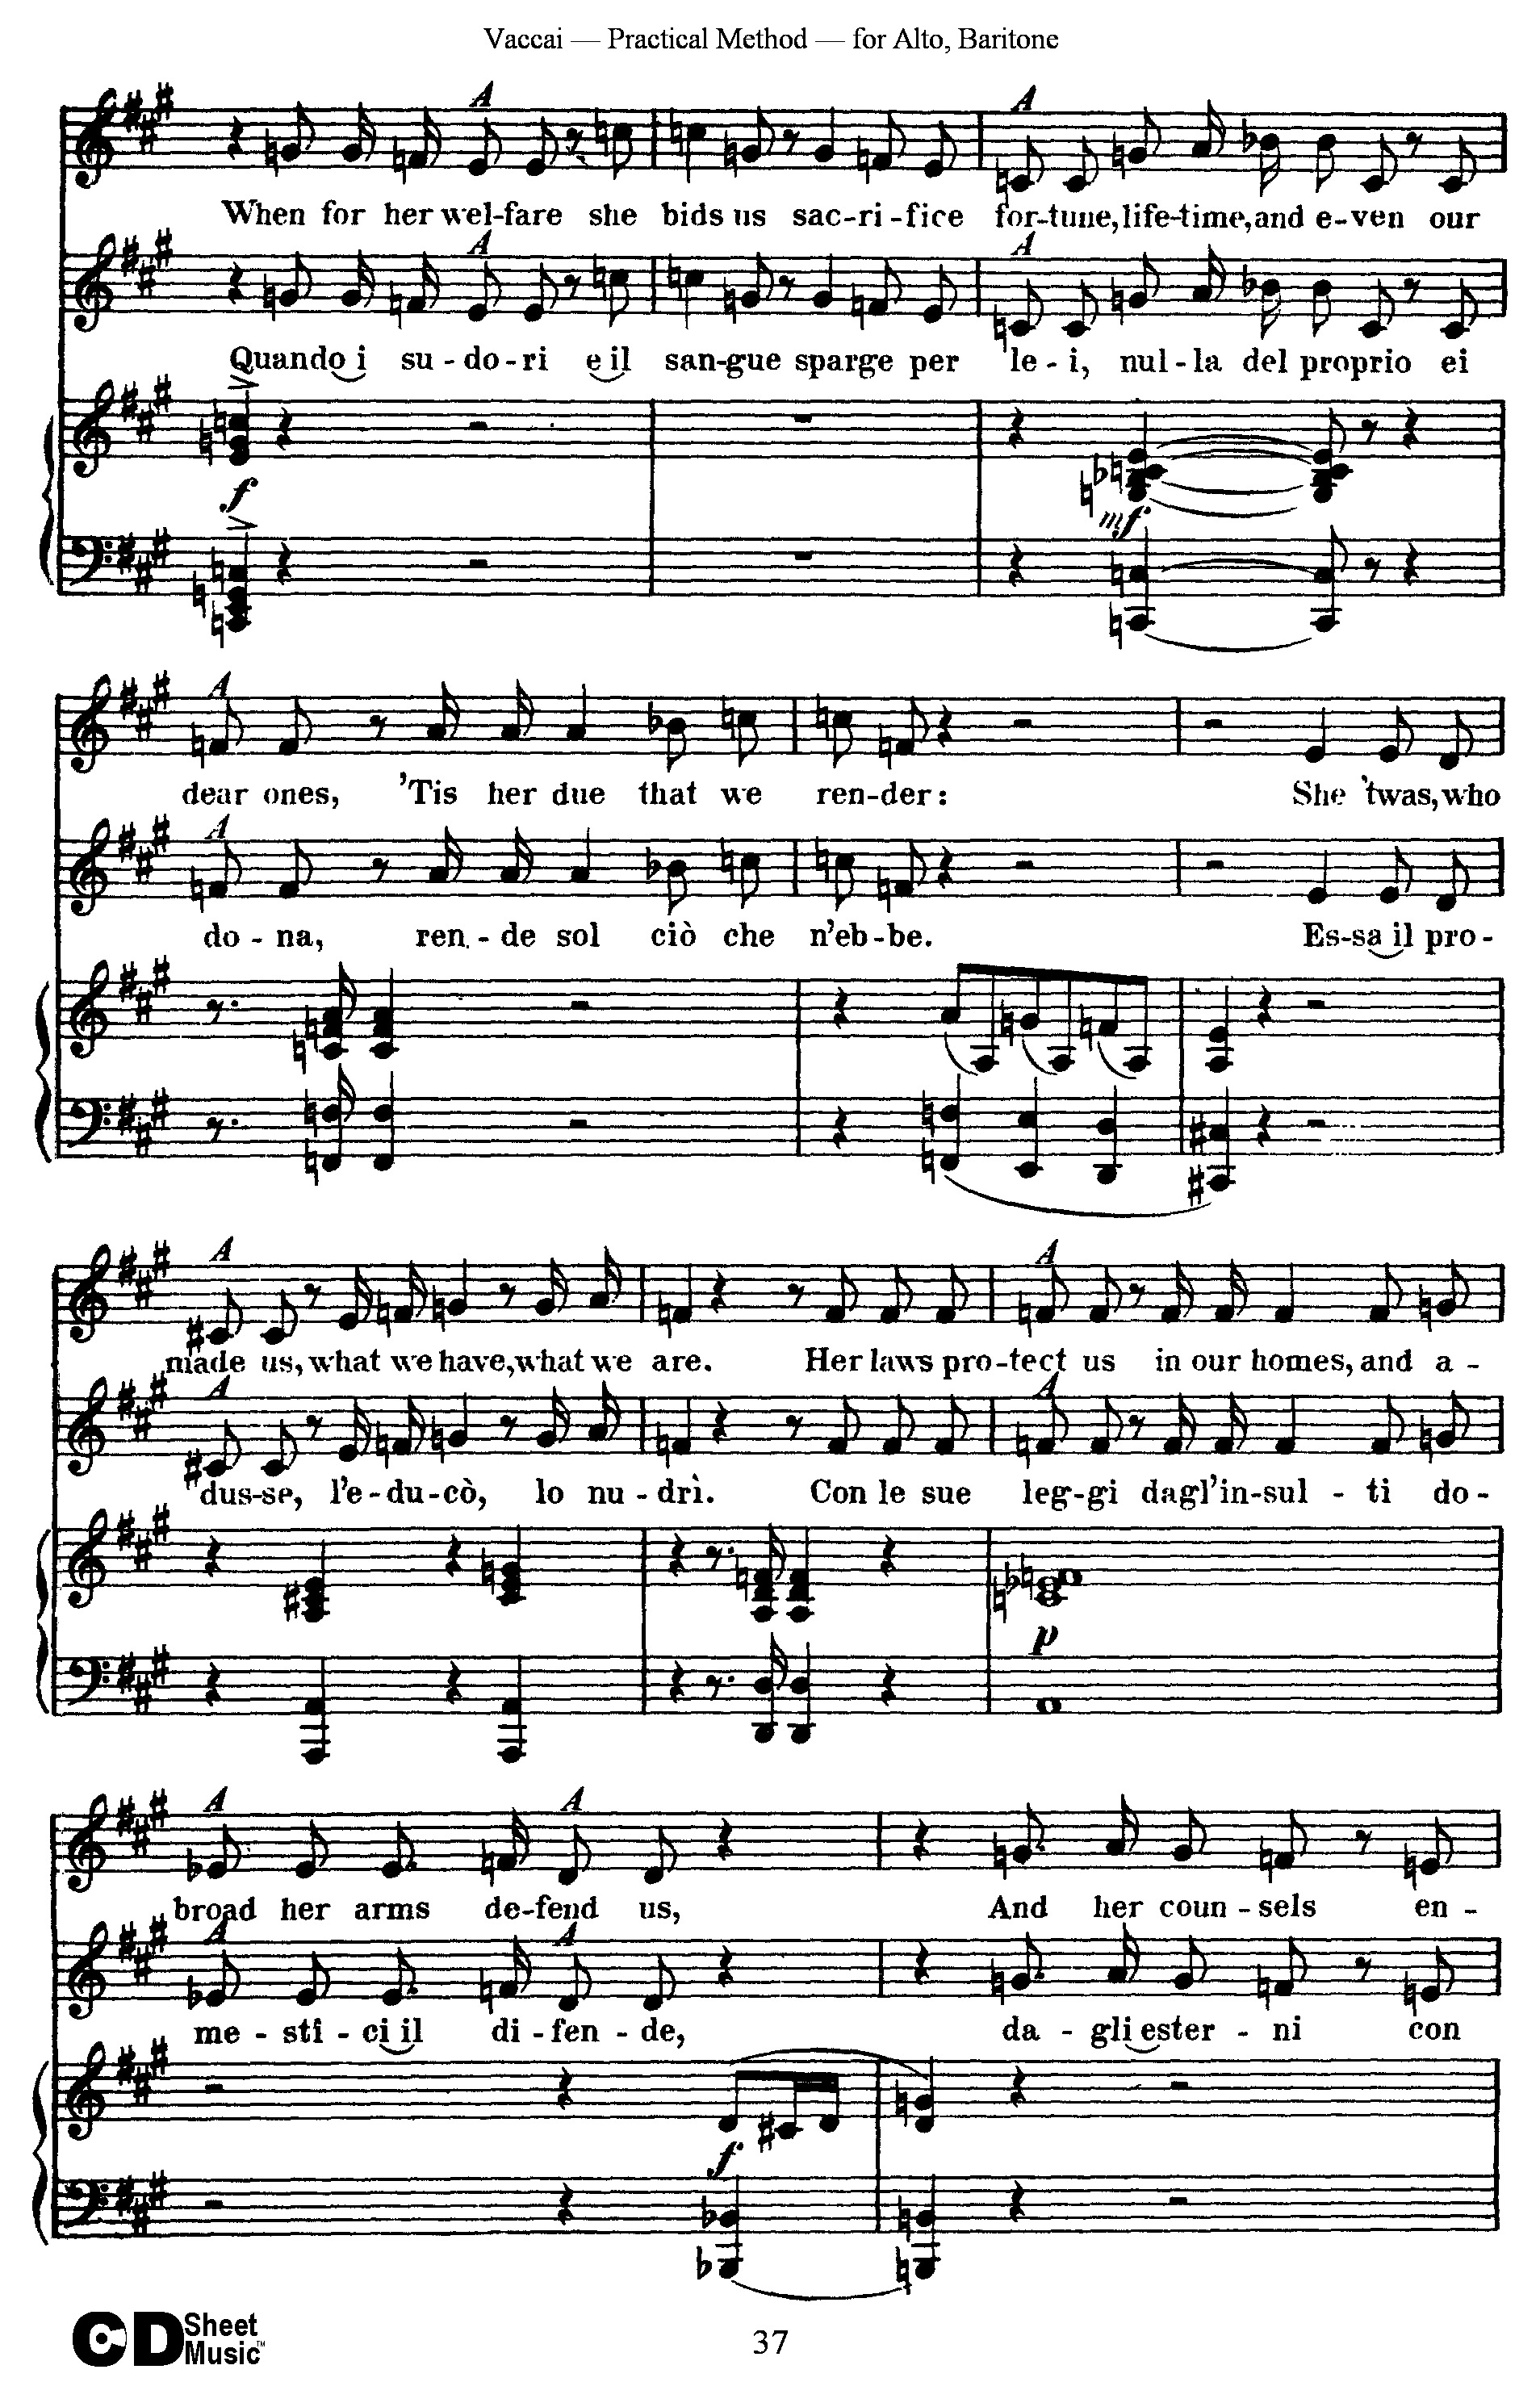 Vaccai — Practical Method — for Alto, Baritone
A A
When for her wel-fare she bids us sac-ri-fice for-tune, life-time, and e-ven our
A A
Quando i su-do-ri e il san-gue sparge per le-i, nul-la del proprio ei
f
mf
A
dear ones, 'Tis her due that we ren-der: She 'twas, who
A
do-na, ren-de sol ciò che n'eb-be. Es-sa il pro-
A A
made us, what we have, what we are. Her laws pro-tect us in our homes, and a-
A A
dus-se, l'e-du-cò, lo nu-drì. Con le sue leg-gi dagl'in-sul-ti do-
p
A A
broad her arms de-fend us, And her coun-sels en-
A A
me-sti-ci il di-fen-de, da-gli ester-ni con
f
CD Sheet Music™
37